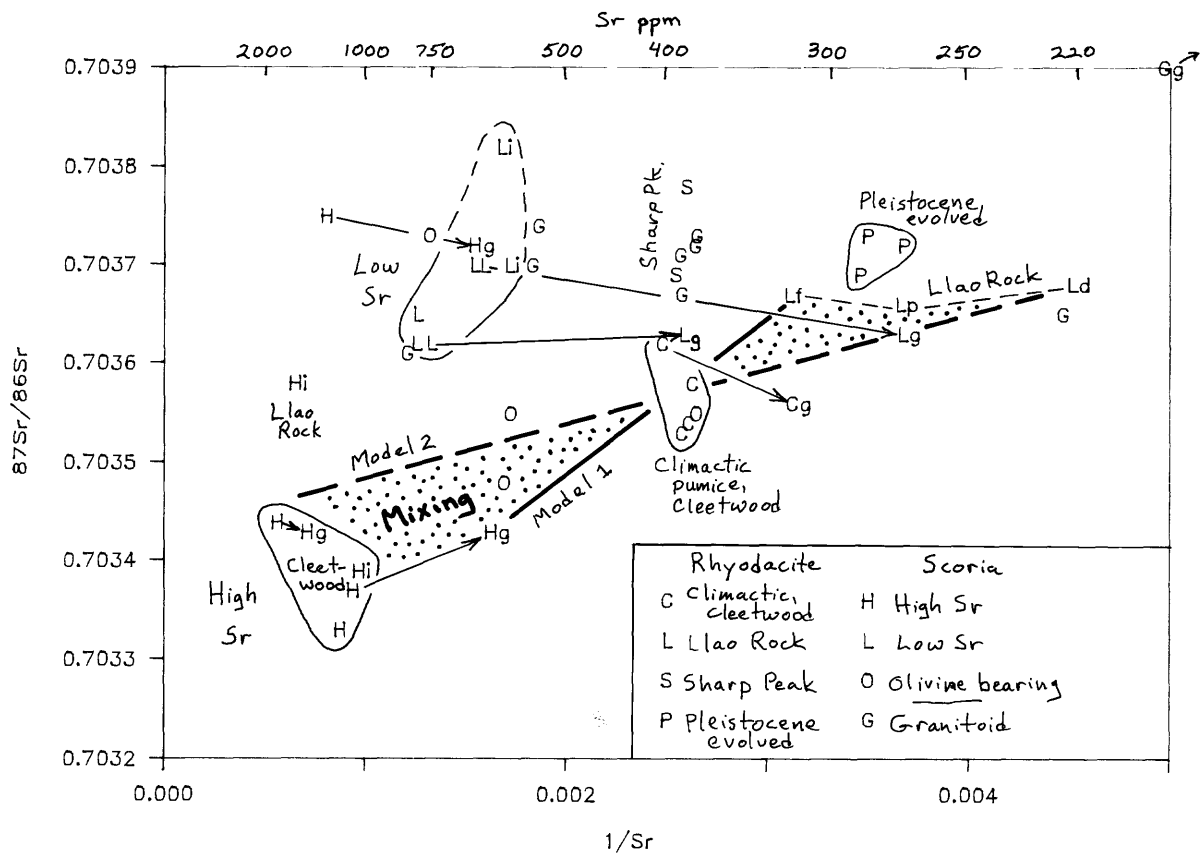 Sr ppm
2000 1000 750 500 400 300 250 220
Gg
0.7039
0.7038
0.7037
0.7036
0.7035
0.7034
0.7033
0.7032
87Sr/86Sr
Li
H
O
Hg
G
LL
Li
G
Low
Sr
L
G
L
L
Sharp Pk.
S
G
G
G
S
G
Lg
C
C
O
C
C
Cg
Climactic
pumice,
Cleetwood
Pleistocene,
evolved
P
P
P
Llao Rock
Lf
Lp
Ld
Lg
G
Hi
Llao
Rock
O
Model 2
O
Mixing
Model 1
Hg
H
Hg
Cleet-
wood
Hi
H
H
High
Sr
Rhyodacite
C Climactic,
cleetwood
L Llao Rock
S Sharp Peak
P Pleistocene
evolved
Scoria
H High Sr
L Low Sr
O Olivine bearing
G Granitoid
0.000 0.002 0.004
1/Sr